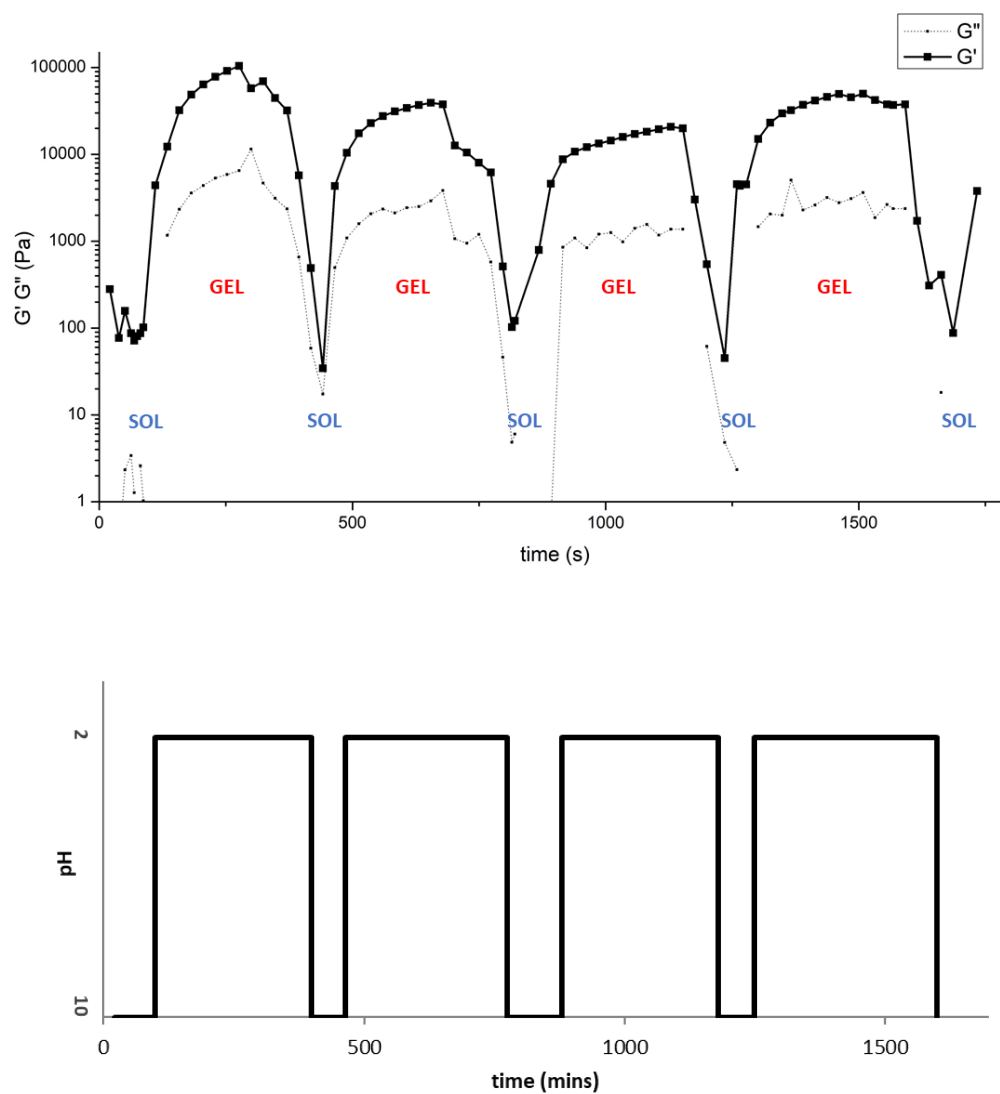 G"
G'
100000
10000
1000
100
10
1
G' G" (Pa)
GEL
GEL
GEL
GEL
SOL
SOL
SOL
SOL
SOL
0
500
1000
1500
time (s)
2
10
pH
0
500
1000
1500
time (mins)